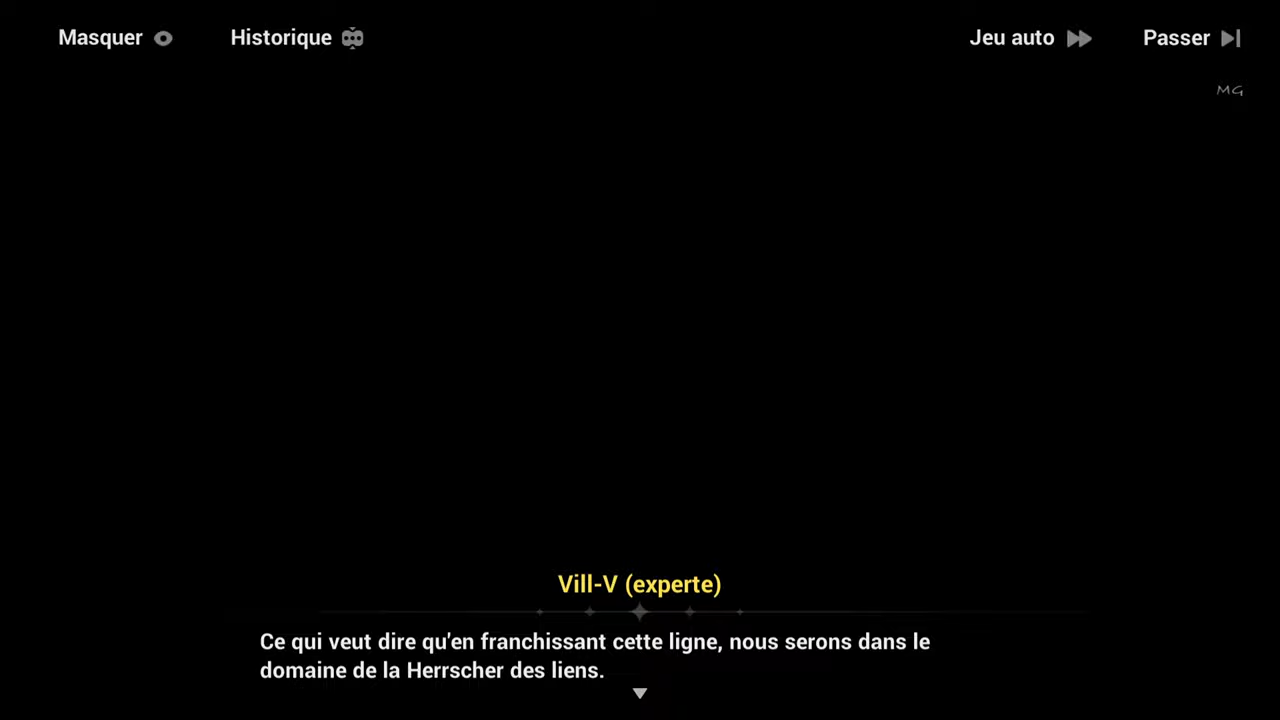 Masquer
Historique
Jeu auto
Passer
MG
Vill-V (experte)
Ce qui veut dire qu'en franchissant cette ligne, nous serons dans le
domaine de la Herrscher des liens.